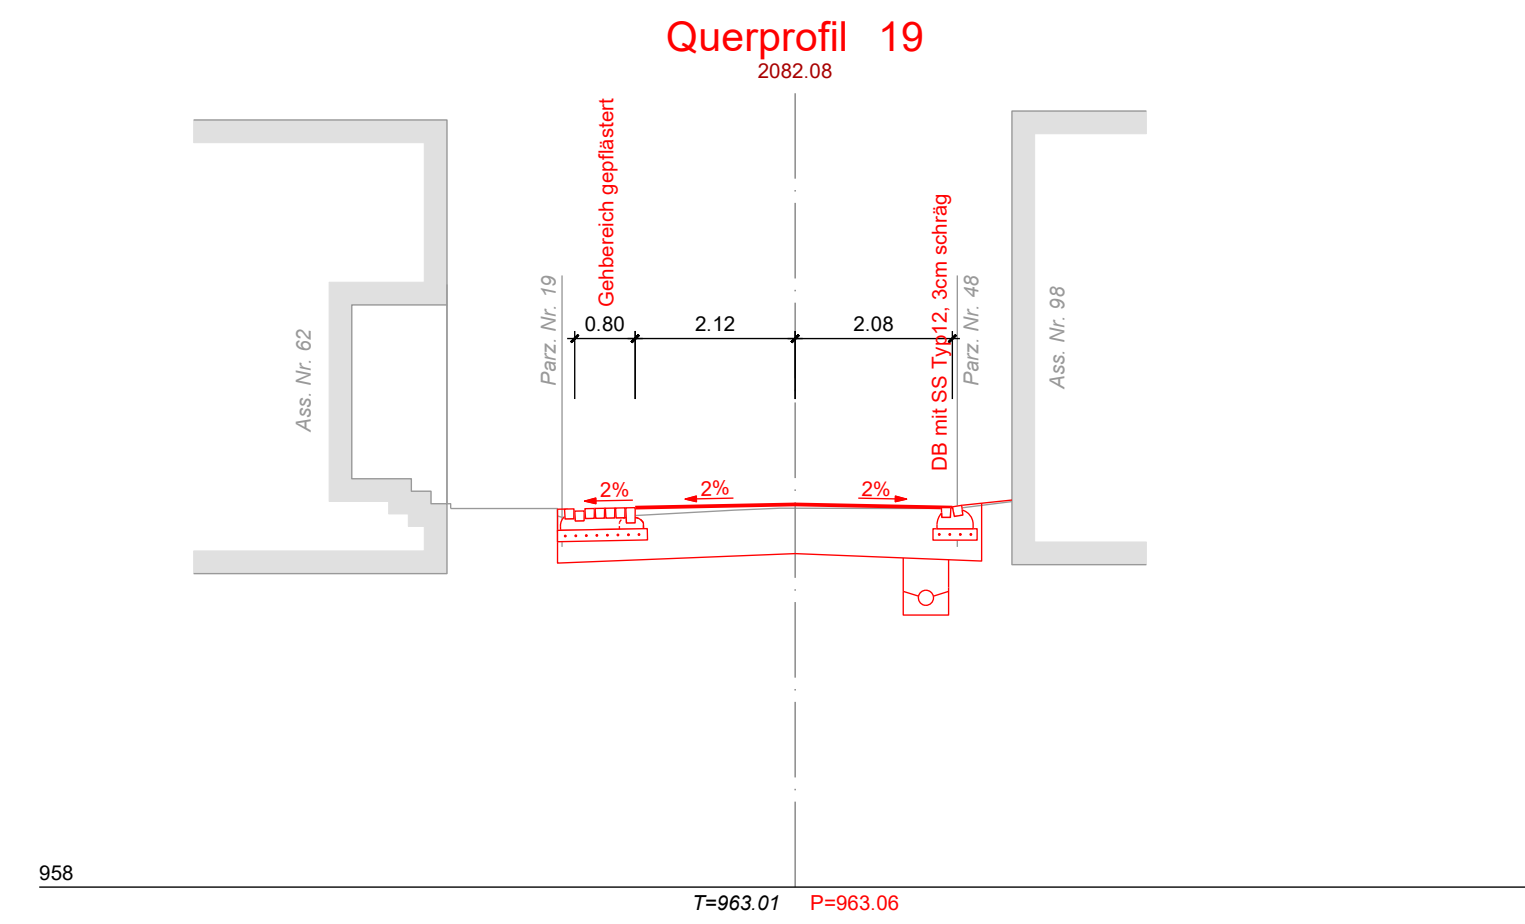 Querprofil 19
2082.08
Gehbereich gepflästert
DB mit SS Typ12, 3cm schräg
Parz. Nr. 19
Parz. Nr. 48
Ass. Nr. 62
Ass. Nr. 98
0.80
2.12
2.08
2%
2%
2%
958
T=963.01
P=963.06